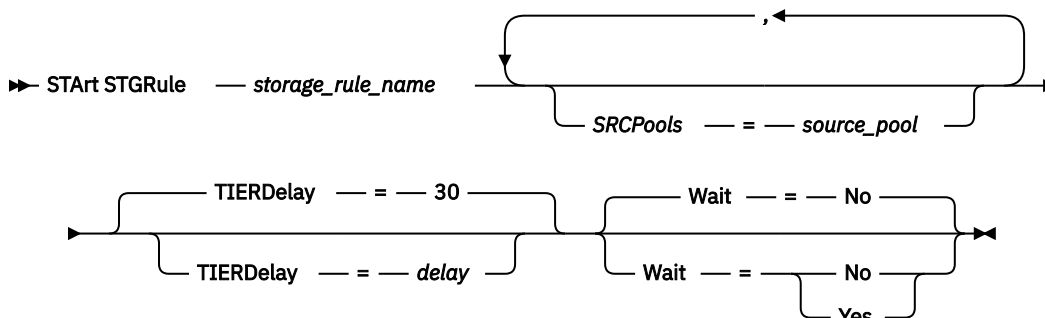 ,
STArt STGRule storage_rule_name
SRCPools = source_pool
TIERDelay = 30 Wait = No
TIERDelay = delay Wait = No
Yes